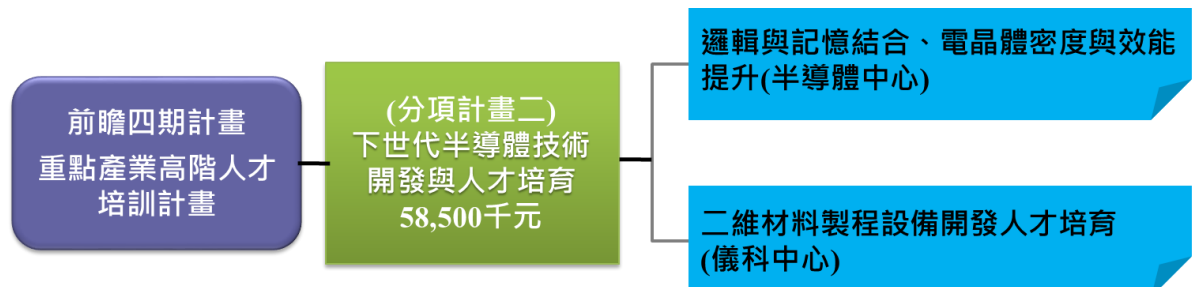 前瞻四期計畫
重點產業高階人才
培訓計畫
(分項計畫二)
下世代半導體技術
開發與人才培育
58,500千元
邏輯與記憶結合、電晶體密度與效能
提升(半導體中心)
二維材料製程設備開發人才培育
(儀科中心)